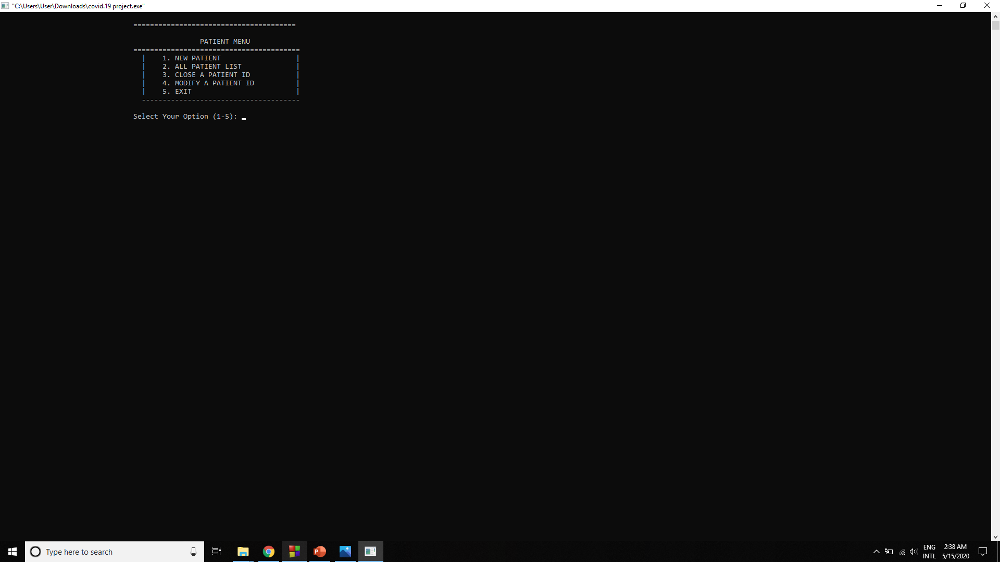 "C:\Users\User\Downloads\covid.19 project.exe"
=======================================
PATIENT MENU
========================================
|    1. NEW PATIENT                  |
|    2. ALL PATIENT LIST             |
|    3. CLOSE A PATIENT ID           |
|    4. MODIFY A PATIENT ID          |
|    5. EXIT                         |
--------------------------------------
Select Your Option (1-5):
Type here to search
ENG
INTL
2:38 AM
5/15/2020